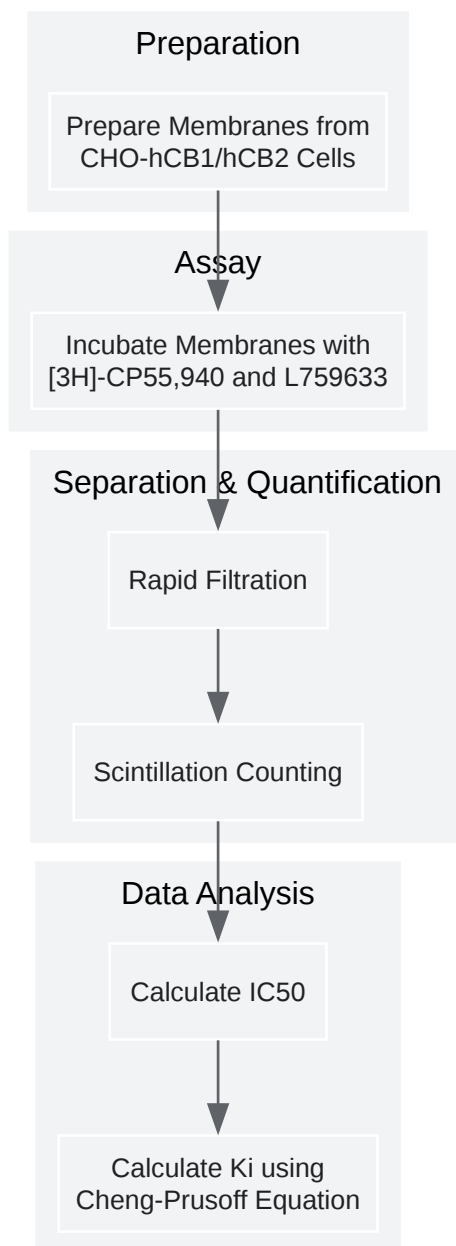 Preparation
Prepare Membranes from
CHO-hCB1/hCB2 Cells
Assay
Incubate Membranes with
[3H]-CP55,940 and L759633
Separation & Quantification
Rapid Filtration
Scintillation Counting
Data Analysis
Calculate IC50
Calculate Ki using
Cheng-Prusoff Equation